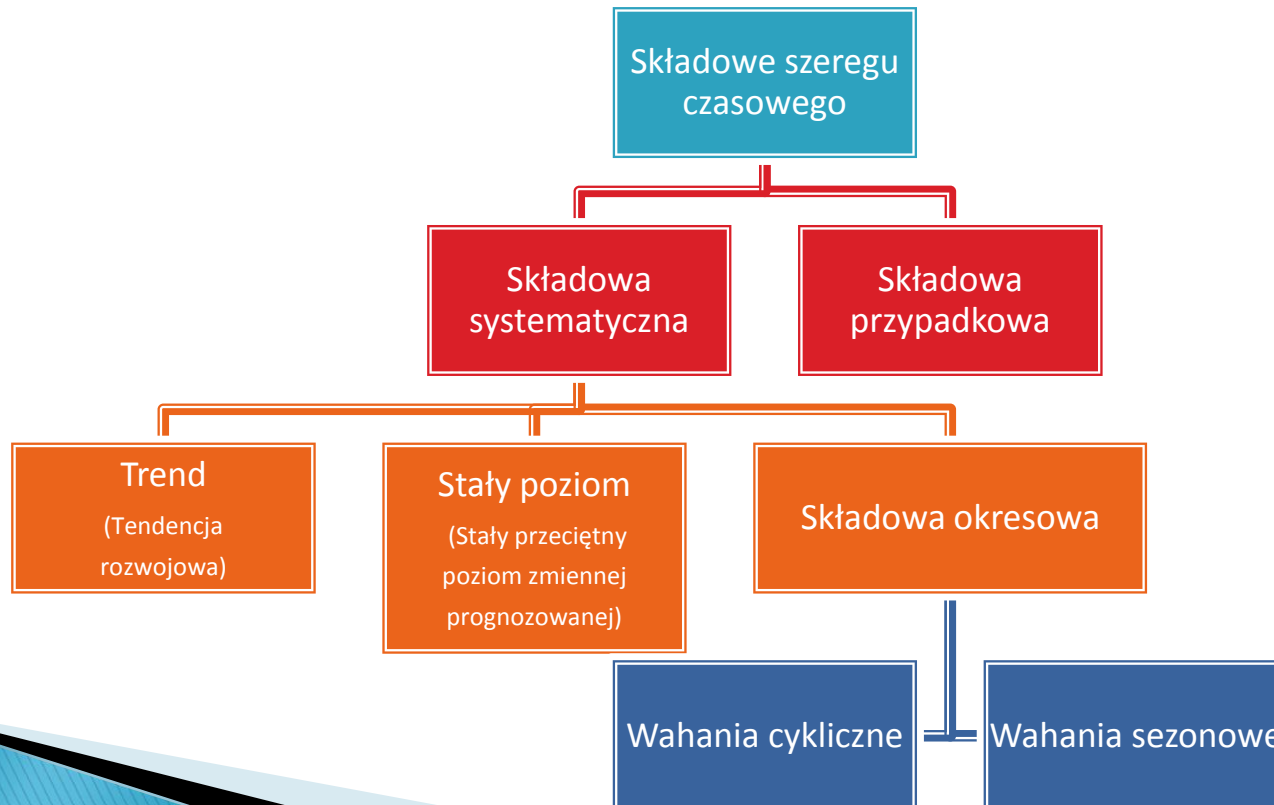 Składowe szeregu
czasowego
Składowa
systematyczna
Składowa
przypadkowa
Trend
(Tendencja
rozwojowa)
Stały poziom
(Stały przeciętny
poziom zmiennej
prognozowanej)
Składowa okresowa
Wahania cykliczne
Wahania sezonowe